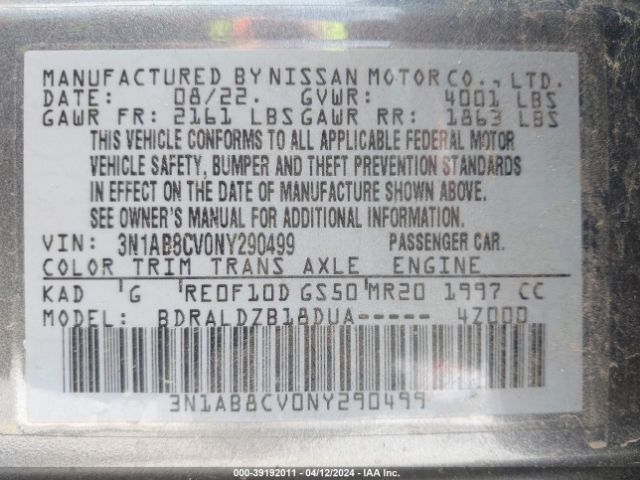 MANUFACTURED BY NISSAN MOTOR CO., LTD.
DATE: 08/22. GVWR: 4001 LBS
GAWR FR: 2161 LBS GAWR RR: 1863 LBS
THIS VEHICLE CONFORMS TO ALL APPLICABLE FEDERAL MOTOR
VEHICLE SAFETY, BUMPER AND THEFT PREVENTION STANDARDS
IN EFFECT ON THE DATE OF MANUFACTURE SHOWN ABOVE.
SEE OWNER'S MANUAL FOR ADDITIONAL INFORMATION.
VIN: 3N1AB8CV0NY290499 PASSENGER CAR.
COLOR TRIM TRANS AXLE ENGINE
KAD G RE0F10D GS50 MR20 1997 CC
MODEL: BDRALDZB18DUA----- 4Z000
3N1AB8CV0NY290499
000-39192011 - 04/12/2024 - IAA Inc.